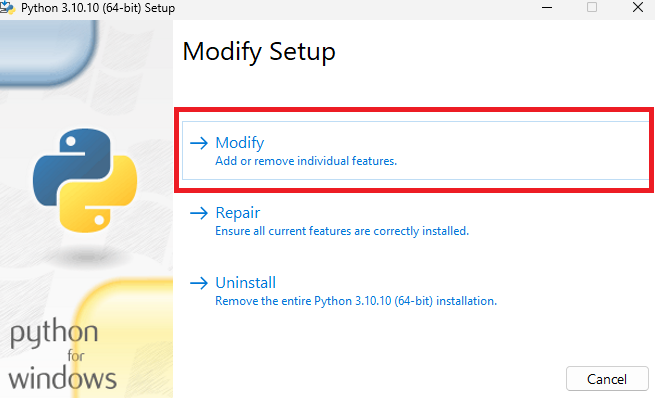 Python 3.10.10 (64-bit) Setup
Modify Setup
Modify
Add or remove individual features.
Repair
Ensure all current features are correctly installed.
Uninstall
Remove the entire Python 3.10.10 (64-bit) installation.
python
for
windows
Cancel